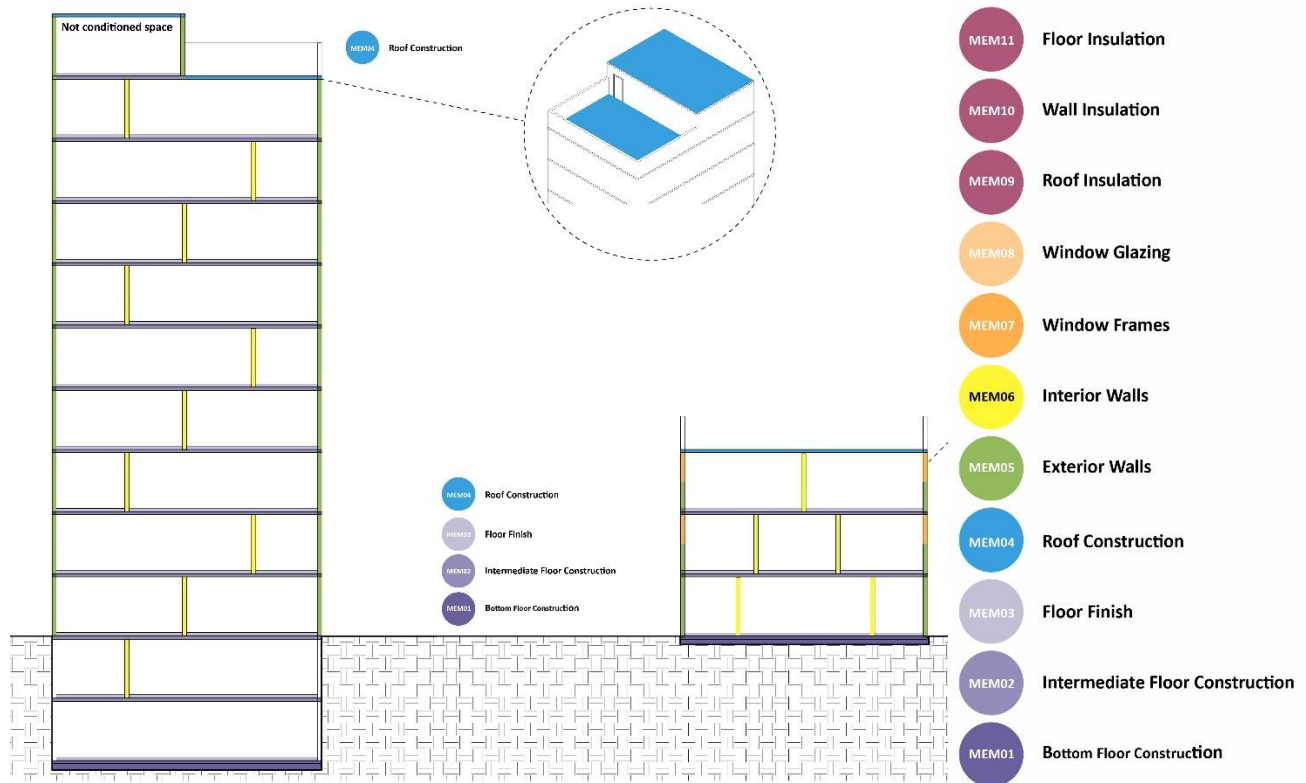 Not conditioned space
MEM04 Roof Construction
MEM04 Roof Construction
MEM03 Floor Finish
MEM02 Intermediate Floor Construction
MEM01 Bottom Floor Construction
MEM11 Floor Insulation
MEM10 Wall Insulation
MEM09 Roof Insulation
MEM08 Window Glazing
MEM07 Window Frames
MEM06 Interior Walls
MEM05 Exterior Walls
MEM04 Roof Construction
MEM03 Floor Finish
MEM02 Intermediate Floor Construction
MEM01 Bottom Floor Construction